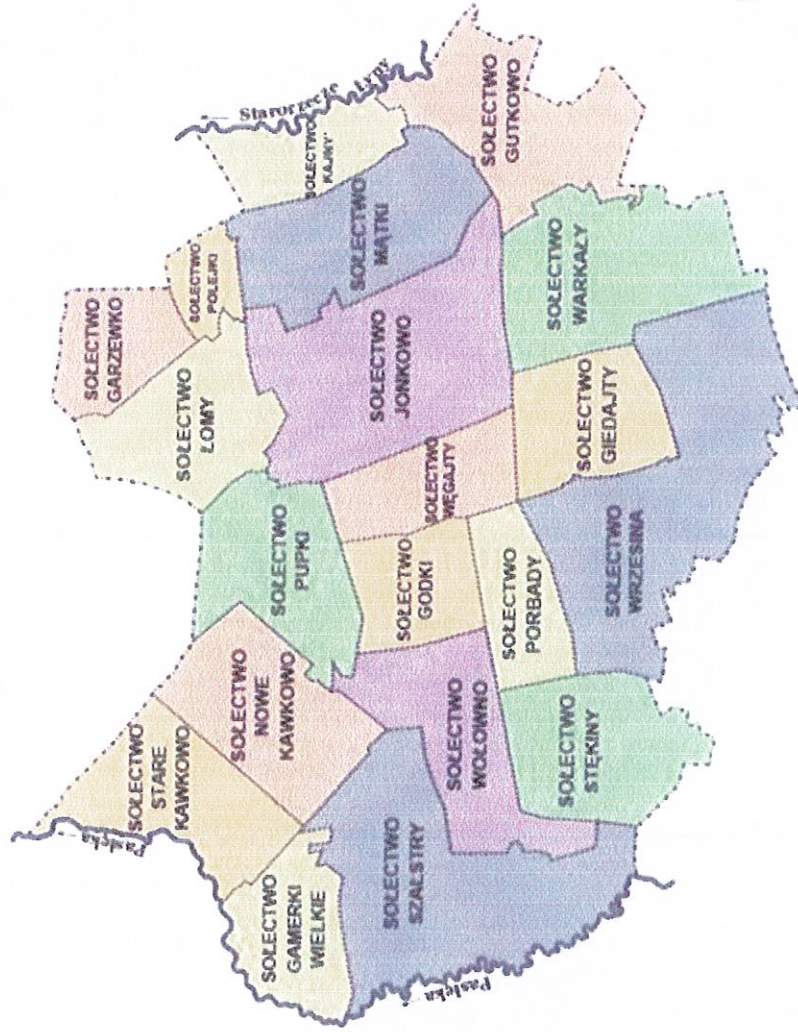 Starorzecze Łyny
SOŁECTWO
GUTKOWO
SOŁECTWO
KAJNY
SOŁECTWO
MĄTKI
SOŁECTWO
POLEJKI
SOŁECTWO
GARZEWKO
SOŁECTWO
WARKAŁY
SOŁECTWO
JONKOWO
SOŁECTWO
ŁOMY
SOŁECTWO
GIEDAJTY
SOŁECTWO
WĘGAJTY
SOŁECTWO
PUPKI
SOŁECTWO
GODKI
SOŁECTWO
PORBADY
SOŁECTWO
WRZESINA
SOŁECTWO
NOWE
KAWKOWO
SOŁECTWO
STARE
KAWKOWO
SOŁECTWO
WOŁOWNO
SOŁECTWO
STĘKINY
SOŁECTWO
SZAŁSTRY
SOŁECTWO
GAMERKI
WIELKIE
Pasłęka
Pasłęka